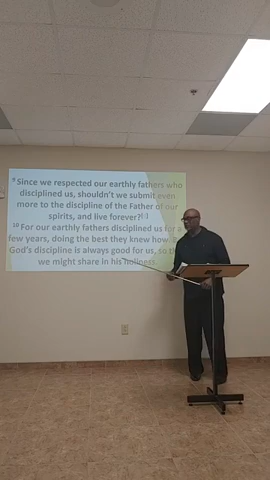 9 Since we respected our earthly fathers who
disciplined us, shouldn't we submit even
more to the discipline of the Father of our
spirits, and live forever?[c]
10 For our earthly fathers disciplined us for a
few years, doing the best they knew how.
God's discipline is always good for us, so
we might share in his holiness.